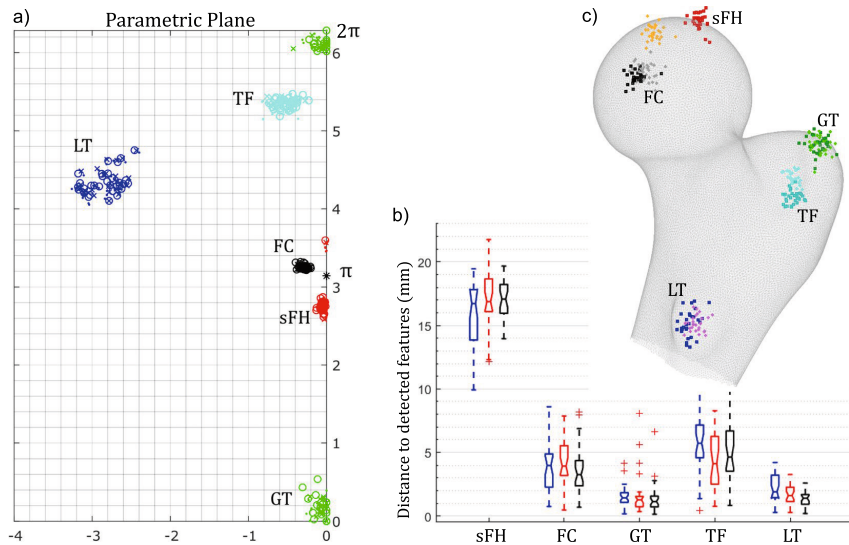 a)
Parametric Plane
6
5
4
3
2
1
0
-4
-3
-2
-1
0
2π
π
TF
LT
FC
sFH
GT
b)
Distance to detected features (mm)
20
15
10
5
0
sFH
FC
GT
TF
LT
c)
sFH
FC
GT
TF
LT